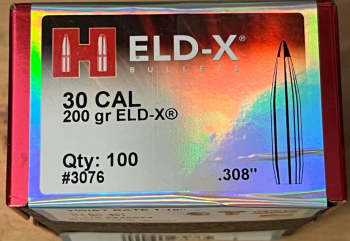 H ELD-X®
BULLETS
30 CAL
200 gr ELD-X®
Qty: 100
#3076
.308"